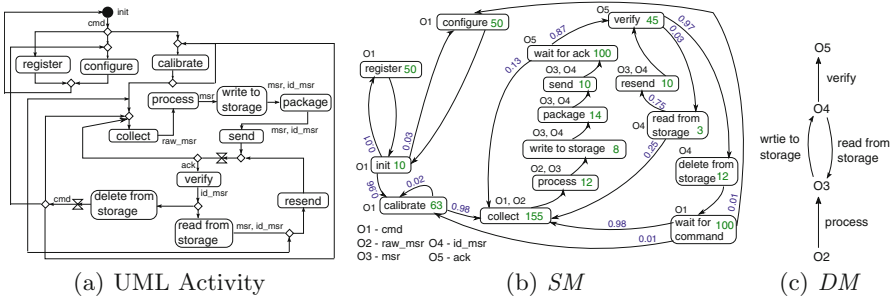 init
cmd
register
configure
calibrate
process
msr
write to
storage
msr, id_msr
package
collect
raw_msr
msr, id_msr
send
ack
verify
id_msr
cmd
delete from
storage
read from
storage
msr, id_msr
resend
(a) UML Activity
O1
configure 50
O1
register 50
O5
verify 45
0.87
0.97
0.03
O5
wait for ack 100
0.13
O3, O4
send 10
O3, O4
resend 10
0.75
O3, O4
package 14
O4
read from
storage 3
0.25
O3, O4
write to storage 8
0.01
0.03
O1
init 10
0.96
O2, O3
process 12
O4
delete from
storage 12
0.02
O1
calibrate 63
0.98
O1, O2
collect 155
0.98
0.01
O1
wait for
command 100
0.01
O1 - cmd
O2 - raw_msr
O3 - msr
O4 - id_msr
O5 - ack
(b) SM
O5
verify
O4
wrtie to
storage
read from
storage
O3
process
O2
(c) DM